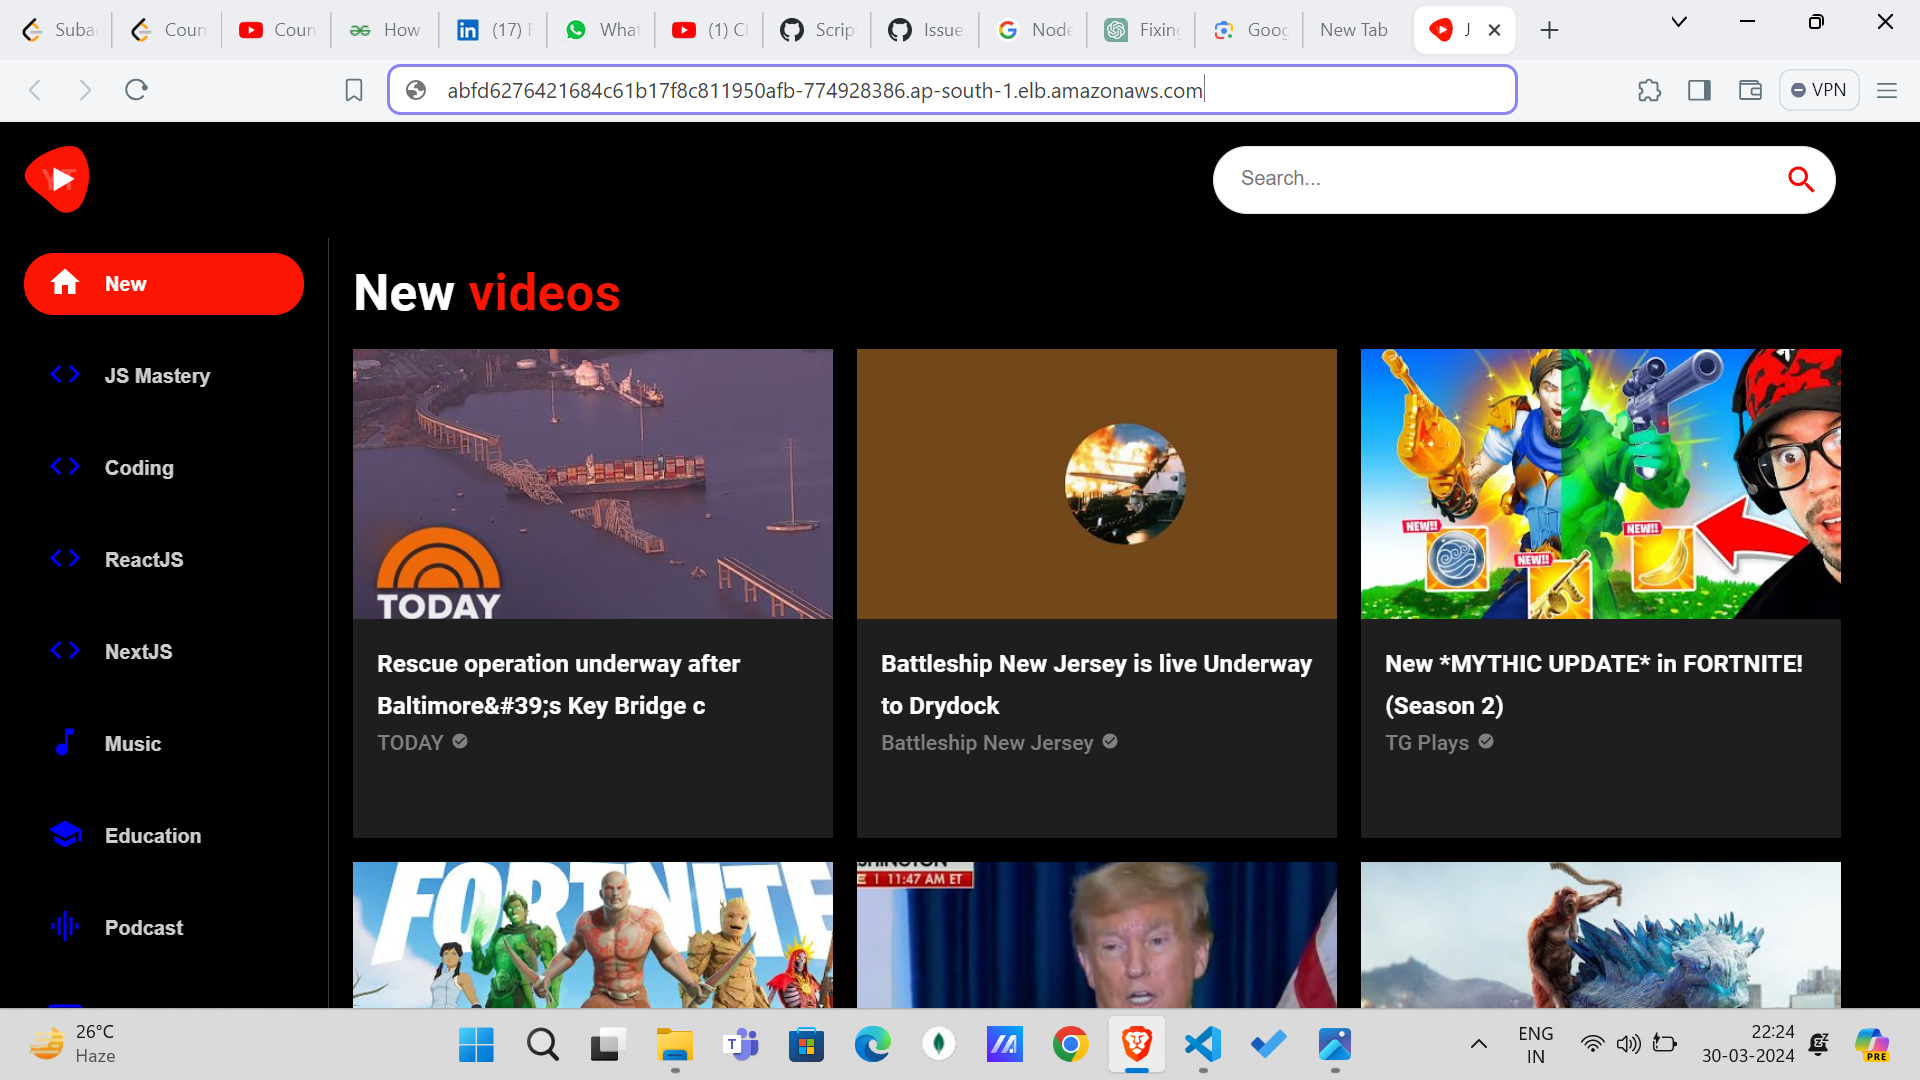 Suba
Coun
Coun
How
(17) F
What
(1) Cl
Scrip
Issue
Node
Fixing
Goog
New Tab
J
abfd6276421684c61b17f8c811950afb-774928386.ap-south-1.elb.amazonaws.com
VPN
YT
Search...
New
JS Mastery
Coding
ReactJS
NextJS
Music
Education
Podcast
New videos
TODAY
Rescue operation underway after
Baltimore&#39;s Key Bridge c
TODAY
Battleship New Jersey is live Underway
to Drydock
Battleship New Jersey
NEW!!
NEW!!
NEW!!
New *MYTHIC UPDATE* in FORTNITE!
(Season 2)
TG Plays
FORTNITE
SHINGTON
E | 11:47 AM ET
26°C
Haze
ENG
IN
22:24
30-03-2024
PRE